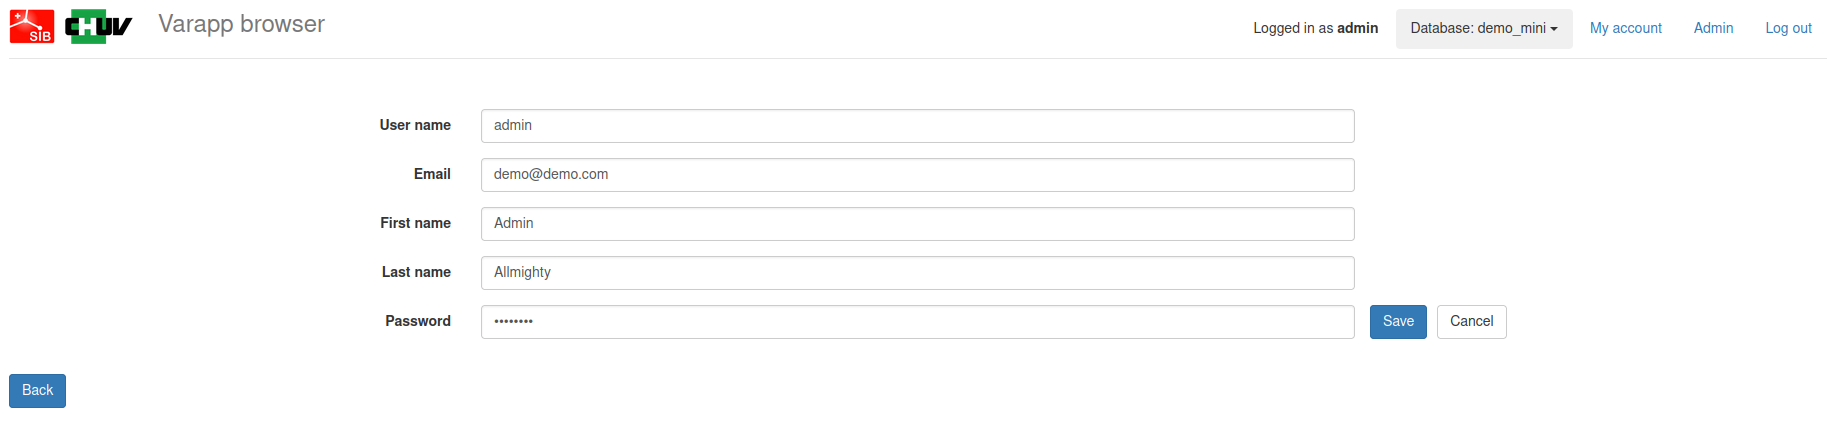 SIB CHUV Varapp browser Logged in as admin Database: demo_mini My account Admin Log out
User name admin
Email demo@demo.com
First name Admin
Last name Allmighty
Password •••••••• Save Cancel
Back